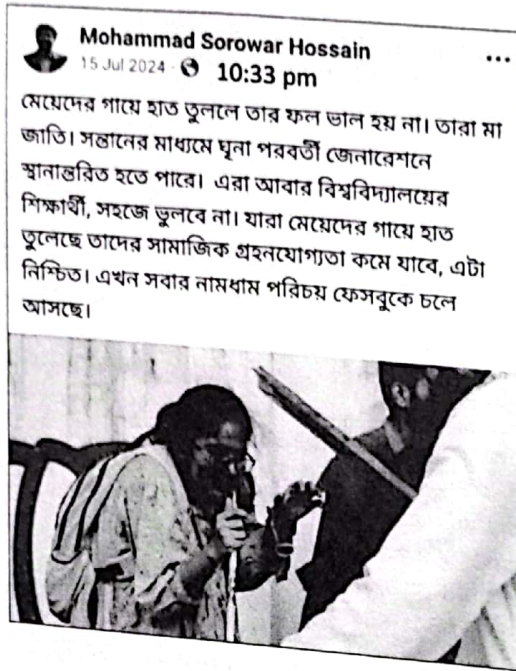 Mohammad Sorowar Hossain
15 Jul 2024 · 10:33 pm
মেয়েদের গায়ে হাত তুললে তার ফল ভাল হয় না। তারা মা
জাতি। সন্তানের মাধ্যমে ঘৃনা পরবর্তী জেনারেশনে
স্থানান্তরিত হতে পারে। এরা আবার বিশ্ববিদ্যালয়ের
শিক্ষার্থী, সহজে ভুলবে না। যারা মেয়েদের গায়ে হাত
তুলেছে তাদের সামাজিক গ্রহনযোগ্যতা কমে যাবে, এটা
নিশ্চিত। এখন সবার নামধাম পরিচয় ফেসবুকে চলে
আসছে।